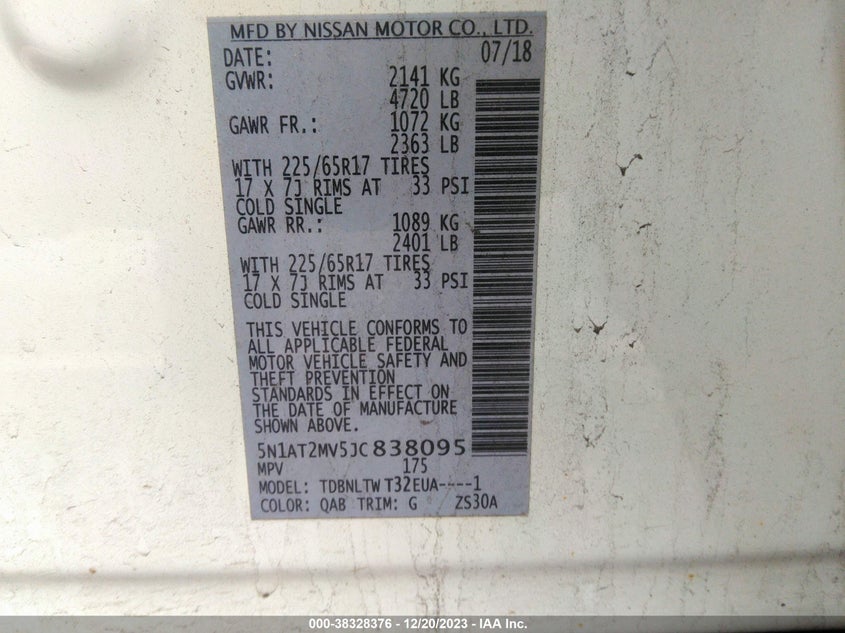 MFD BY NISSAN MOTOR CO., LTD.
DATE: 07/18
GVWR: 2141 KG
4720 LB
GAWR FR.: 1072 KG
2363 LB
WITH 225/65R17 TIRES
17 X 7J RIMS AT 33 PSI
COLD SINGLE
GAWR RR.: 1089 KG
2401 LB
WITH 225/65R17 TIRES
17 X 7J RIMS AT 33 PSI
COLD SINGLE
THIS VEHICLE CONFORMS TO
ALL APPLICABLE FEDERAL
MOTOR VEHICLE SAFETY AND
THEFT PREVENTION
STANDARDS IN EFFECT ON
THE DATE OF MANUFACTURE
SHOWN ABOVE.
5N1AT2MV5JC838095
MPV 175
MODEL: TDBNLTW T32EUA----1
COLOR: QAB TRIM: G ZS30A
000-38328376 — 12/20/2023 — IAA Inc.